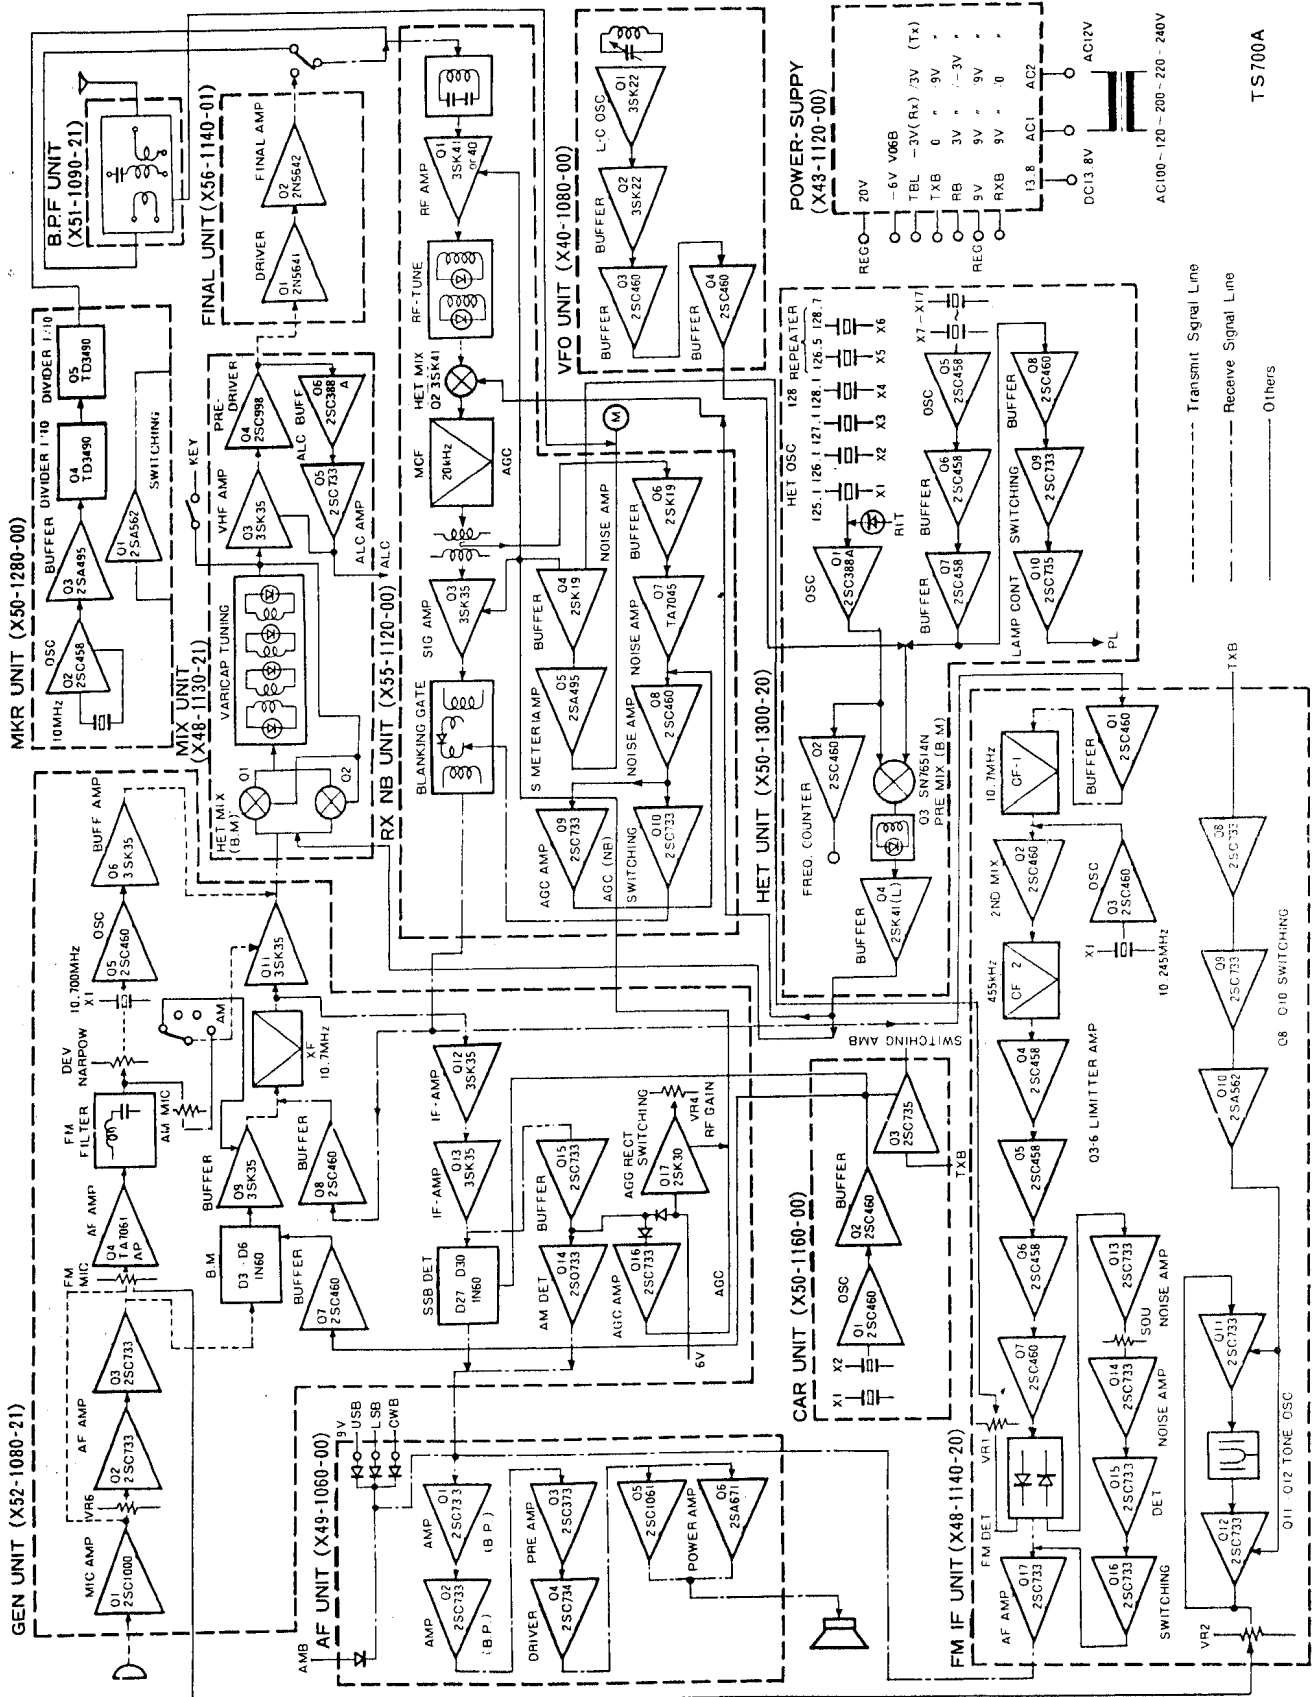 GEN UNIT (X52-1080-21)
MIC AMP
Q1
2SC1000
VR6
AF AMP
Q2
2SC733
Q3
2SC733
FM
MIC
AF AMP
Q4
TA7061
AP
FM
FILTER
DEV
NARPOW
10.700MHz
X1
OSC
Q5
2SC460
BUFF AMP
Q6
3SK35
AM MIC
AM
B.M
D3 - D6
1N60
BUFFER
Q9
3SK35
BUFFER
Q7
2SC460
BUFFER
Q8
2SC460
XF
10.7MHz
Q11
3SK35
Q12
3SK35
IF-AMP
Q13
3SK35
IF-AMP
SSB DET
D27 D30
1N60
BUFFER
Q15
2SC733
AM DET
Q14
2SC733
AGC AMP
Q16
2SC733
AGG RECT
SWITCHING
Q17
2SK30
VR41
RF GAIN
AGC
6V
MKR UNIT (X50-1280-00)
10MHz
OSC
Q2
2SC458
BUFFER
Q3
2SA495
DIVIDER 1/10
Q4
TD3490
DIVIDER 1/10
Q5
TD3490
Q1
2SA562
SWITCHING
MIX UNIT
(X48-1130-21)
HET MIX
(B.M)
Q1
Q2
VARICAP TUNING
VHF AMP
Q3
3SK35
PRE-
DRIVER
Q4
2SC998
ALC BUFF
Q6
2SC388
A
Q5
2SC733
ALC AMP
ALC
KEY
B.P.F UNIT
(X51-1090-21)
FINAL UNIT (X56-1140-01)
DRIVER
Q1
2N5641
FINAL AMP
Q2
2N5642
RX NB UNIT (X55-1120-00)
RF AMP
Q1
3SK41
or 40
RF-TUNE
HET MIX
Q2 3SK41
MCF
20kHz
AGC
SIG AMP
Q3
3SK35
BLANKING GATE
BUFFER
Q4
2SK19
S METER AMP
Q5
2SA495
M
NOISE AMP
Q6
2SK19
BUFFER
Q7
TA7045
NOISE AMP
Q8
2SC460
NOISE AMP
Q9
2SC733
AGC AMP
AGC (NB)
SWITCHING
Q10
2SC733
VFO UNIT (X40-1080-00)
L-C OSC
Q1
3SK22
BUFFER
Q2
3SK22
BUFFER
Q3
2SC460
BUFFER
Q4
2SC460
HET UNIT (X50-1300-20)
HET OSC
128 REPEATER
125.1 126.1 127.1 128.1 126.5 128.7
X1 X2 X3 X4 X5 X6
RIT
OSC
Q1
2SC388A
Q2
2SC460
FREQ. COUNTER
Q3 SN76514N
PRE MIX (B.M)
BUFFER
Q4
2SK41(L)
X7-X17
OSC
Q5
2SC458
BUFFER
Q6
2SC458
BUFFER
Q7
2SC458
BUFFER
Q8
2SC460
SWITCHING
Q9
2SC733
LAMP CONT
Q10
2SC735
PL
POWER-SUPPY
(X43-1120-00)
REG 20V
-6V V06B
TBL -3V(Rx) /3V (Tx)
TXB 0 " 9V "
RB 3V " -3V "
REG 9V 9V " 9V "
RXB 9V " 0 "
13.8 AC1 AC2
DC13.8V
AC12V
AC100-120-200-220-240V
TS700A
Transmit Signal Line
Receive Signal Line
Others
CAR UNIT (X50-1160-00)
X1 X2
OSC
Q1
2SC460
BUFFER
Q2
2SC460
SWITCHING AMB
Q3
2SC735
TXB
AF UNIT (X49-1060-00)
AMB
9V
USB
LSB
CWB
AMP
Q1
2SC733
(B.P.)
AMP
Q2
2SC733
(B.P.)
PRE AMP
Q3
2SC373
DRIVER
Q4
2SC734
Q5
2SC1061
POWER AMP
Q6
2SA671
FM IF UNIT (X48-1140-20)
BUFFER
Q1
2SC460
10.7MHz
CF-1
2ND MIX
Q2
2SC460
OSC
Q3
2SC460
X1
10.245MHz
455kHz
CF 2
Q4
2SC458
Q5
2SC458
Q3-6 LIMITTER AMP
Q6
2SC458
Q7
2SC460
VR1
FM DET
AF AMP
Q17
2SC733
Q13
2SC733
NOISE AMP
SQU
Q14
2SC733
NOISE AMP
Q15
2SC733
DET
Q16
2SC733
SWITCHING
TXB
Q8
2SC733
Q9
2SC733
Q10
2SA562
Q8 Q10 SWITCHING
Q11
2SC733
Q12
2SC733
Q11 - Q12 TONE OSC
VR2